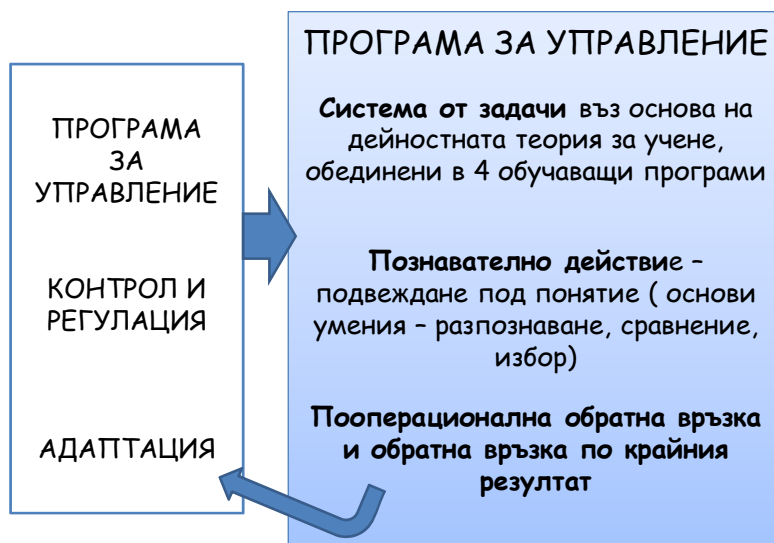 ПРОГРАМА
ЗА
УПРАВЛЕНИЕ
КОНТРОЛ И
РЕГУЛАЦИЯ
АДАПТАЦИЯ
ПРОГРАМА ЗА УПРАВЛЕНИЕ
Система от задачи въз основа на
дейностната теория за учене,
обединени в 4 обучаващи програми
Познавателно действие –
подвеждане под понятие ( основи
умения – разпознаване, сравнение,
избор)
Пооперационална обратна връзка
и обратна връзка по крайния
резултат